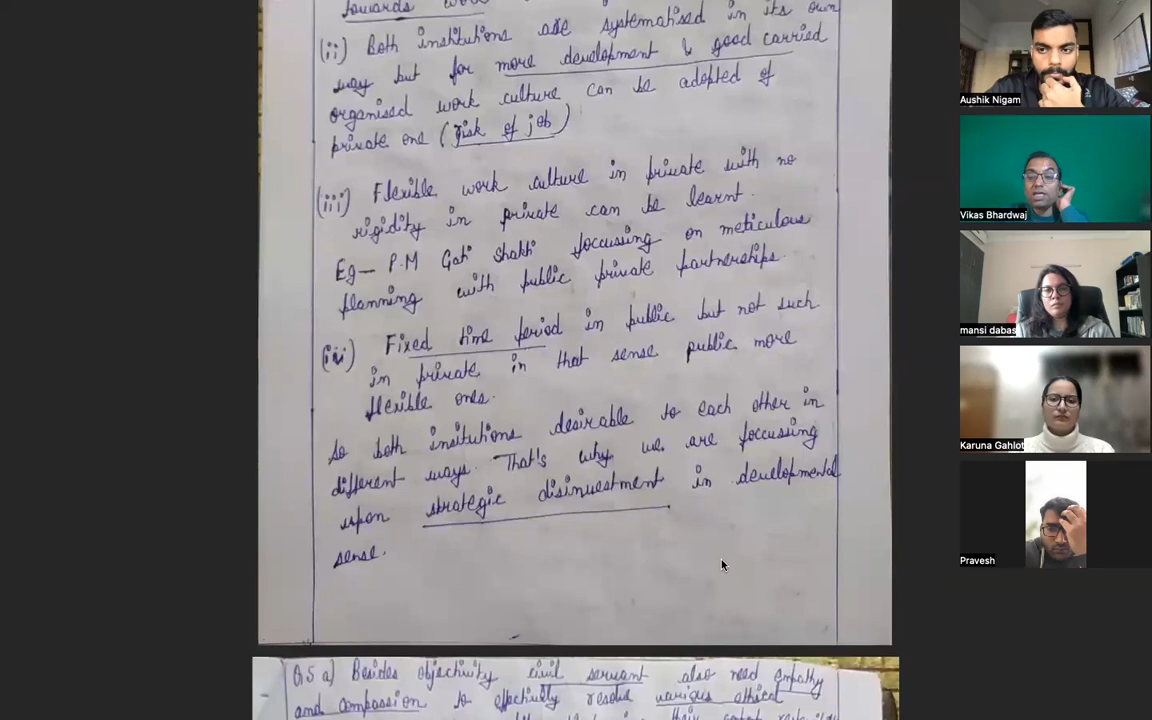 towards work
(ii) Both institutions are systematised in its own
way but for more development & good carried
organised work culture can be adopted of
private one (risk of job)
(iii) Flexible work culture in private with no
rigidity in private can be learnt.
Eg- P.M Gati Shakti focussing on meticulous
planning with public private partnerships.
(iv) Fixed time period in public but not such
in private in that sense public more
flexible ones.
So both insitutions desirable to each other in
different ways. That's why we are foccussing
upon strategic disinvestment in developmental
sense.
Q.5 a) Besides objectivity civil servant also need empathy
and compassion to effectively resolve various ethical
Aushik Nigam
Vikas Bhardwaj
mansi dabas
Karuna Gahlot
Pravesh